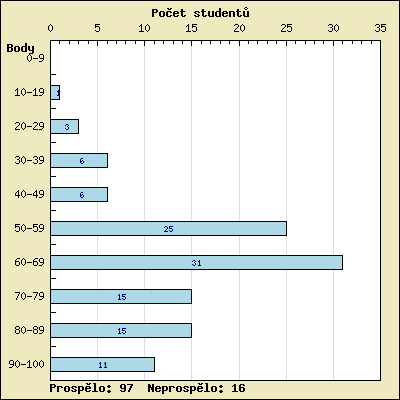 Počet studentů
0 5 10 15 20 25 30 35
Body
0-9
10-19 1
20-29 3
30-39 6
40-49 6
50-59 25
60-69 31
70-79 15
80-89 15
90-100 11
Prospělo: 97 Neprospělo: 16